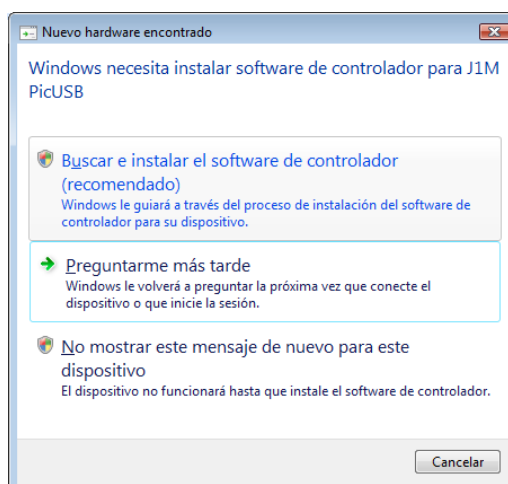 Nuevo hardware encontrado
Windows necesita instalar software de controlador para J1M
PicUSB
Buscar e instalar el software de controlador
(recomendado)
Windows le guiará a través del proceso de instalación del software de
controlador para su dispositivo.
Preguntarme más tarde
Windows le volverá a preguntar la próxima vez que conecte el
dispositivo o que inicie la sesión.
No mostrar este mensaje de nuevo para este
dispositivo
El dispositivo no funcionará hasta que instale el software de controlador.
Cancelar